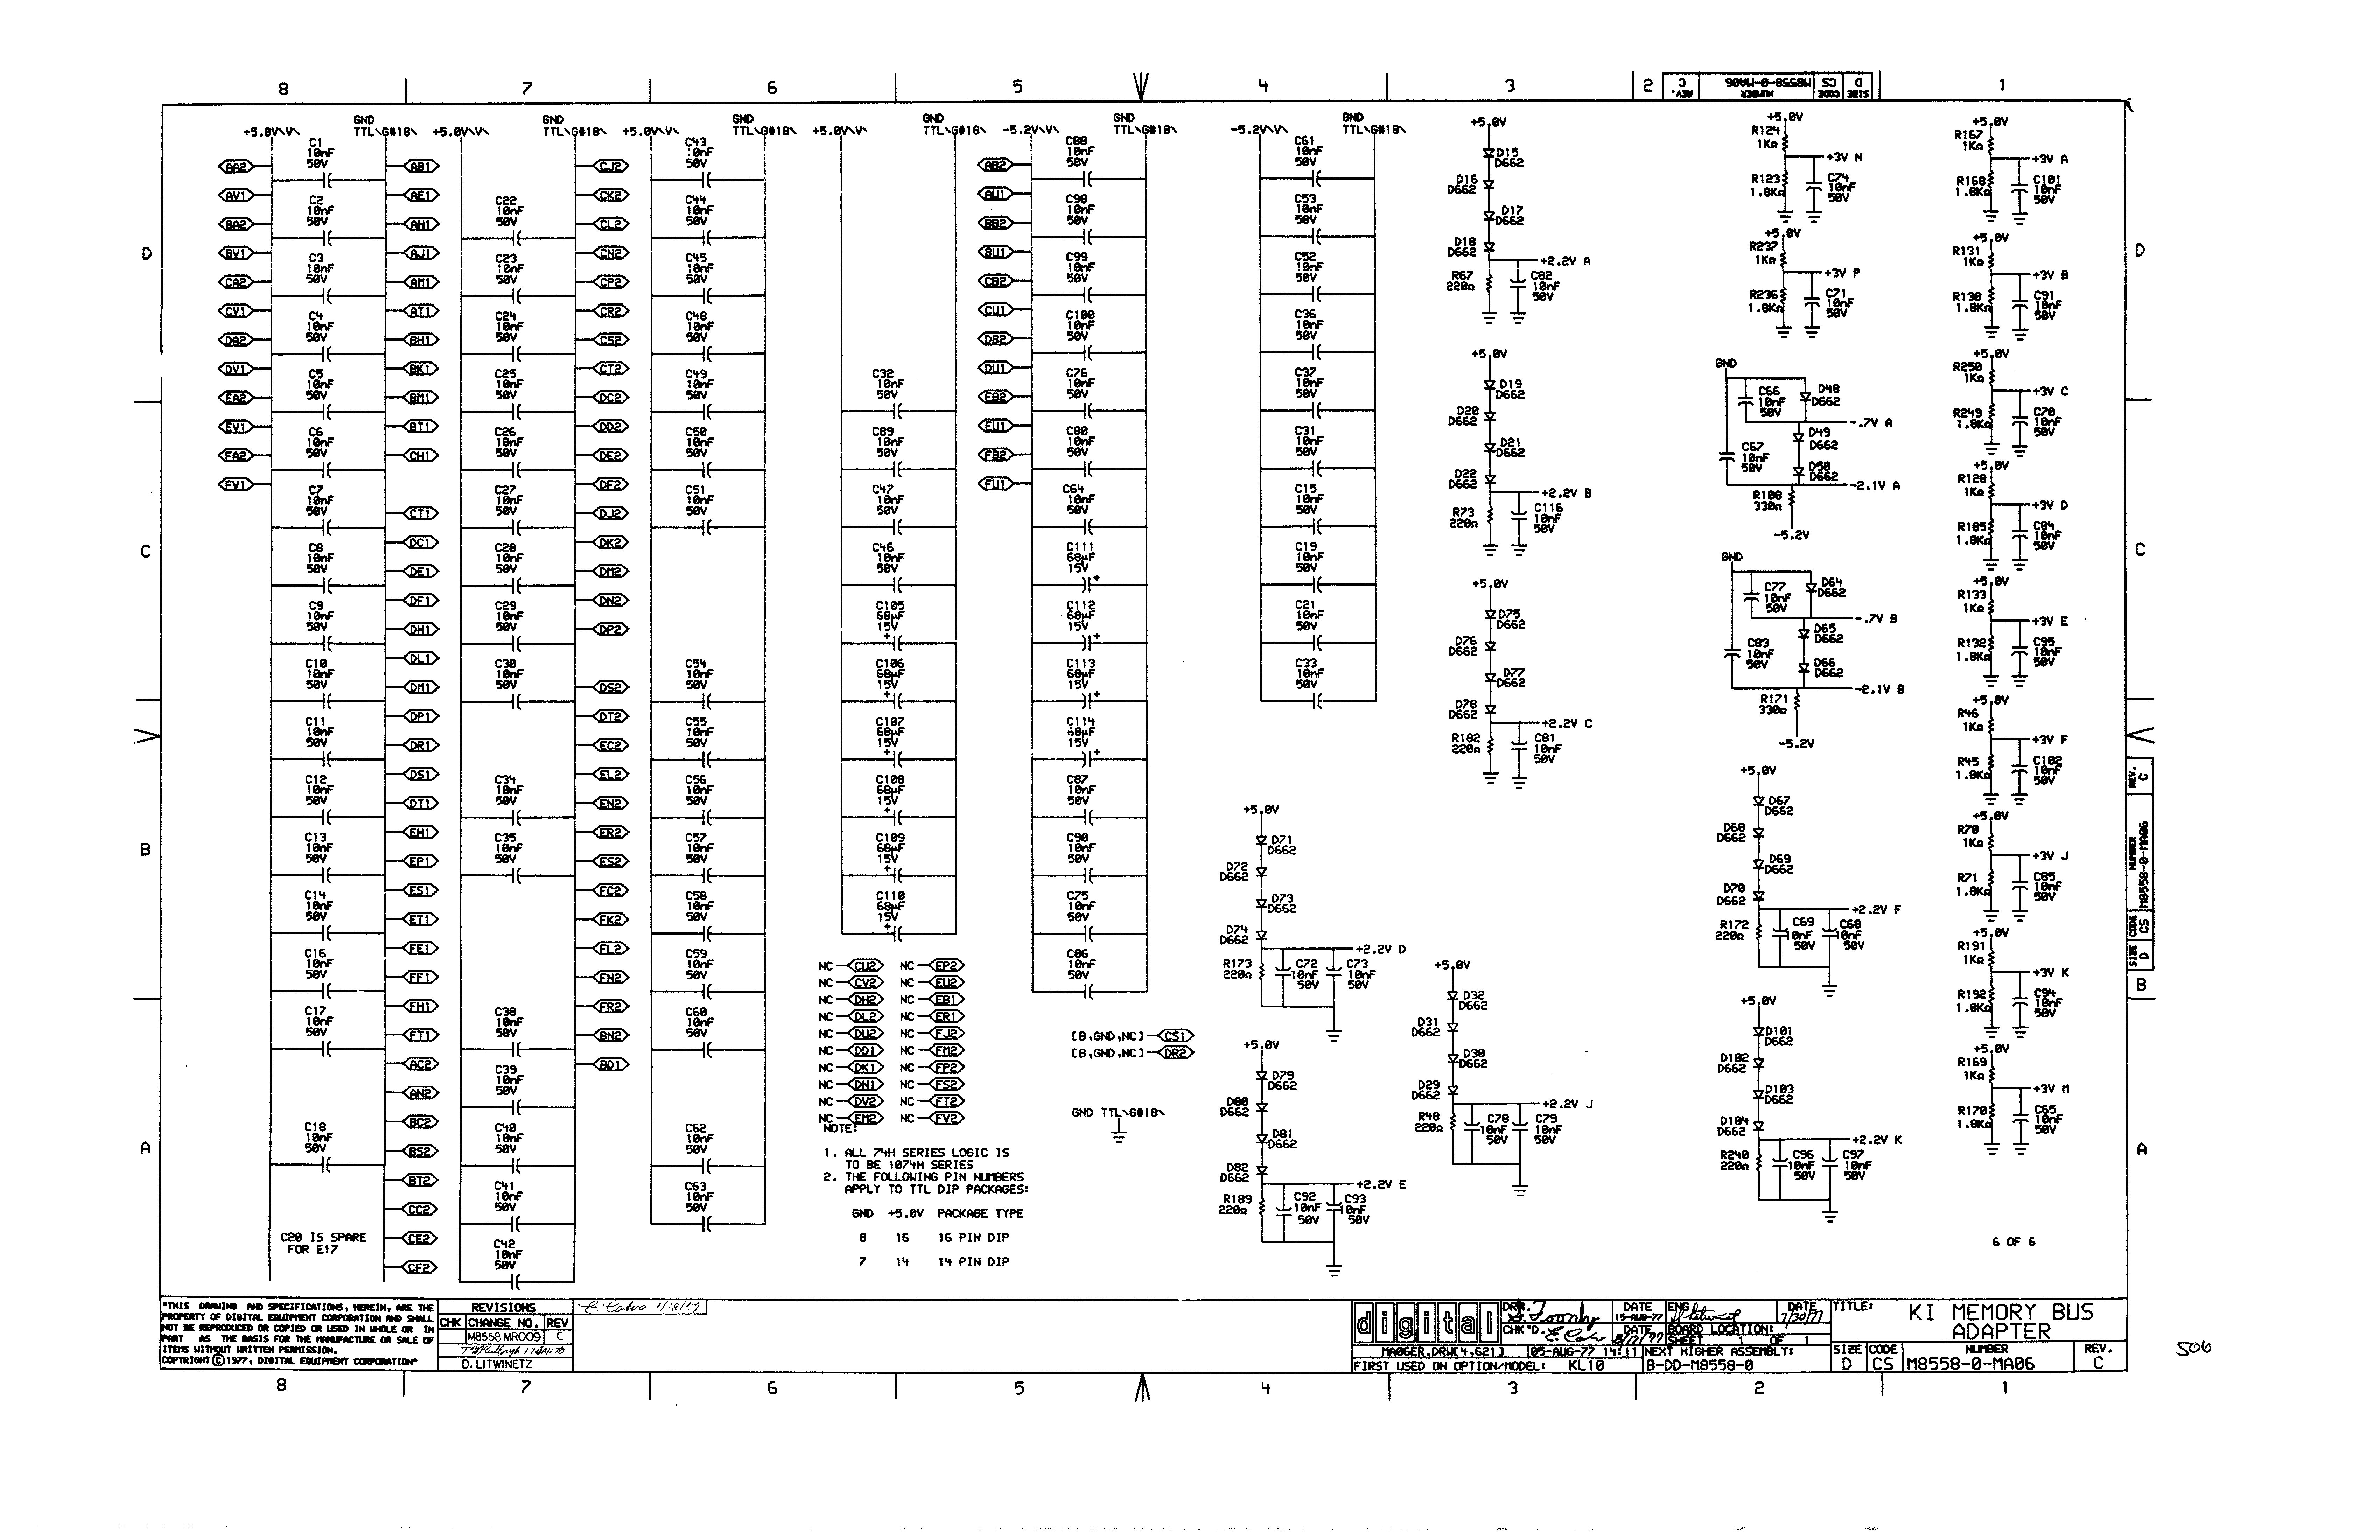 8 7 6 5 4 3 2 1
SIZE CODE NUMBER REV.
D CS M8558-0-MA06 C
+5.0V\V\
GND
TTL\G#18\
AA2
AV1
BA2
BV1
CA2
CV1
DA2
DV1
EA2
EV1
FA2
FV1
C1 10nF 50V
C2 10nF 50V
C3 10nF 50V
C4 10nF 50V
C5 10nF 50V
C6 10nF 50V
C7 10nF 50V
C8 10nF 50V
C9 10nF 50V
C10 10nF 50V
C11 10nF 50V
C12 10nF 50V
C13 10nF 50V
C14 10nF 50V
C16 10nF 50V
C17 10nF 50V
C18 10nF 50V
C20 IS SPARE
FOR E17
AB1
AE1
AH1
AJ1
AM1
AT1
BH1
BK1
BM1
BT1
CH1
CT1
DC1
DE1
DF1
DH1
DL1
DM1
DP1
DR1
DS1
DT1
EH1
EP1
ES1
ET1
FE1
FF1
FH1
FT1
AC2
AN2
BC2
BS2
BT2
CC2
CE2
CF2
+5.0V\V\
GND
TTL\G#18\
C22 10nF 50V
C23 10nF 50V
C24 10nF 50V
C25 10nF 50V
C26 10nF 50V
C27 10nF 50V
C28 10nF 50V
C29 10nF 50V
C30 10nF 50V
C34 10nF 50V
C35 10nF 50V
C38 10nF 50V
C39 10nF 50V
C40 10nF 50V
C41 10nF 50V
C42 10nF 50V
CJ2
CK2
CL2
CN2
CP2
CR2
CS2
CT2
DC2
DD2
DE2
DF2
DJ2
DK2
DM2
DN2
DP2
DS2
DT2
EC2
EL2
EN2
ER2
ES2
FC2
FK2
FL2
FN2
FR2
BN2
BD1
+5.0V\V\
GND
TTL\G#18\
C43 10nF 50V
C44 10nF 50V
C45 10nF 50V
C48 10nF 50V
C49 10nF 50V
C50 10nF 50V
C51 10nF 50V
C54 10nF 50V
C55 10nF 50V
C56 10nF 50V
C57 10nF 50V
C58 10nF 50V
C59 10nF 50V
C60 10nF 50V
C62 10nF 50V
C63 10nF 50V
+5.0V\V\
GND
TTL\G#18\
C32 10nF 50V
C89 10nF 50V
C47 10nF 50V
C46 10nF 50V
C105 68µF 15V +
C106 68µF 15V +
C107 68µF 15V +
C108 68µF 15V +
C109 68µF 15V +
C110 68µF 15V +
NC CU2 NC EP2
NC CV2 NC EU2
NC DH2 NC EB1
NC DL2 NC ER1
NC DU2 NC FJ2
NC DD1 NC FM2
NC DK1 NC FP2
NC DN1 NC FS2
NC DV2 NC FT2
NC EM2 NC FV2
NOTE:
1. ALL 74H SERIES LOGIC IS
TO BE 1074H SERIES
2. THE FOLLOWING PIN NUMBERS
APPLY TO TTL DIP PACKAGES:
GND +5.0V PACKAGE TYPE
8 16 16 PIN DIP
7 14 14 PIN DIP
AB2
AU1
BB2
BU1
CB2
CU1
DB2
DU1
EB2
EU1
FB2
FU1
-5.2V\V\
GND
TTL\G#18\
C88 10nF 50V
C98 10nF 50V
C99 10nF 50V
C100 10nF 50V
C76 10nF 50V
C80 10nF 50V
C64 10nF 50V
C111 68µF 15V +
C112 68µF 15V +
C113 68µF 15V +
C114 68µF 15V +
C87 10nF 50V
C90 10nF 50V
C75 10nF 50V
C86 10nF 50V
[B,GND,NC] CS1
[B,GND,NC] DR2
GND TTL\G#18\
-5.2V\V\
GND
TTL\G#18\
C61 10nF 50V
C53 10nF 50V
C52 10nF 50V
C36 10nF 50V
C37 10nF 50V
C31 10nF 50V
C15 10nF 50V
C19 10nF 50V
C21 10nF 50V
C33 10nF 50V
+5.0V
D71 D662
D72 D662
D73 D662
D74 D662
+2.2V D
R173 220Ω
C72 10nF 50V
C73 10nF 50V
+5.0V
D79 D662
D80 D662
D81 D662
D82 D662
+2.2V E
R189 220Ω
C92 10nF 50V
C93 10nF 50V
+5.0V
D15 D662
D16 D662
D17 D662
D18 D662
+2.2V A
R67 220Ω
C82 10nF 50V
+5.0V
D19 D662
D20 D662
D21 D662
D22 D662
+2.2V B
R73 220Ω
C116 10nF 50V
+5.0V
D75 D662
D76 D662
D77 D662
D78 D662
+2.2V C
R182 220Ω
C81 10nF 50V
+5.0V
D32 D662
D31 D662
D30 D662
D29 D662
+2.2V J
R48 220Ω
C78 10nF 50V
C79 10nF 50V
+5.0V
R124 1KΩ
+3V N
R123 1.8KΩ
C74 10nF 50V
+5.0V
R237 1KΩ
+3V P
R236 1.8KΩ
C71 10nF 50V
GND
C66 10nF 50V
D48 D662
-.7V A
D49 D662
C67 10nF 50V
D50 D662
-2.1V A
R108 330Ω
-5.2V
GND
C77 10nF 50V
D64 D662
-.7V B
D65 D662
C83 10nF 50V
D66 D662
-2.1V B
R171 330Ω
-5.2V
+5.0V
D67 D662
D68 D662
D69 D662
D70 D662
+2.2V F
R172 220Ω
C69 10nF 50V
C68 10nF 50V
+5.0V
D101 D662
D102 D662
D103 D662
D104 D662
+2.2V K
R240 220Ω
C96 10nF 50V
C97 10nF 50V
+5.0V
R167 1KΩ
+3V A
R168 1.8KΩ
C101 10nF 50V
+5.0V
R131 1KΩ
+3V B
R130 1.8KΩ
C91 10nF 50V
+5.0V
R250 1KΩ
+3V C
R249 1.8KΩ
C70 10nF 50V
+5.0V
R128 1KΩ
+3V D
R185 1.8KΩ
C84 10nF 50V
+5.0V
R133 1KΩ
+3V E
R132 1.8KΩ
C95 10nF 50V
+5.0V
R46 1KΩ
+3V F
R45 1.8KΩ
C102 10nF 50V
+5.0V
R70 1KΩ
+3V J
R71 1.8KΩ
C85 10nF 50V
+5.0V
R191 1KΩ
+3V K
R192 1.8KΩ
C94 10nF 50V
+5.0V
R169 1KΩ
+3V M
R170 1.8KΩ
C65 10nF 50V
6 OF 6
D
C
B
A
D
C
B
A
SIZE CODE NUMBER REV.
D CS M8558-0-MA06 C
"THIS DRAWING AND SPECIFICATIONS, HEREIN, ARE THE
PROPERTY OF DIGITAL EQUIPMENT CORPORATION AND SHALL
NOT BE REPRODUCED OR COPIED OR USED IN WHOLE OR IN
PART AS THE BASIS FOR THE MANUFACTURE OR SALE OF
ITEMS WITHOUT WRITTEN PERMISSION.
COPYRIGHT © 1977, DIGITAL EQUIPMENT CORPORATION"
REVISIONS
CHK CHANGE NO. REV
M8558 MR009 C
D. LITWINETZ
digital
DRN.
DATE
15-AUG-77
ENG
DATE
CHK'D.
DATE
BOARD LOCATION:
SHEET 1 OF 1
MA0GER.DRW[4,621] 05-AUG-77 14:11
NEXT HIGHER ASSEMBLY:
FIRST USED ON OPTION/MODEL: KL10
B-DD-M8558-0
TITLE: KI MEMORY BUS
ADAPTER
SIZE CODE NUMBER REV.
D CS M8558-0-MA06 C
506
8 7 6 5 4 3 2 1